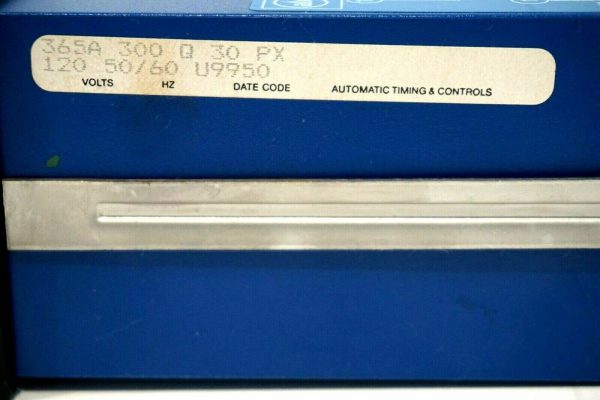 365A 300 Q 30 PX
120 50/60 U9950
VOLTS HZ DATE CODE AUTOMATIC TIMING & CONTROLS